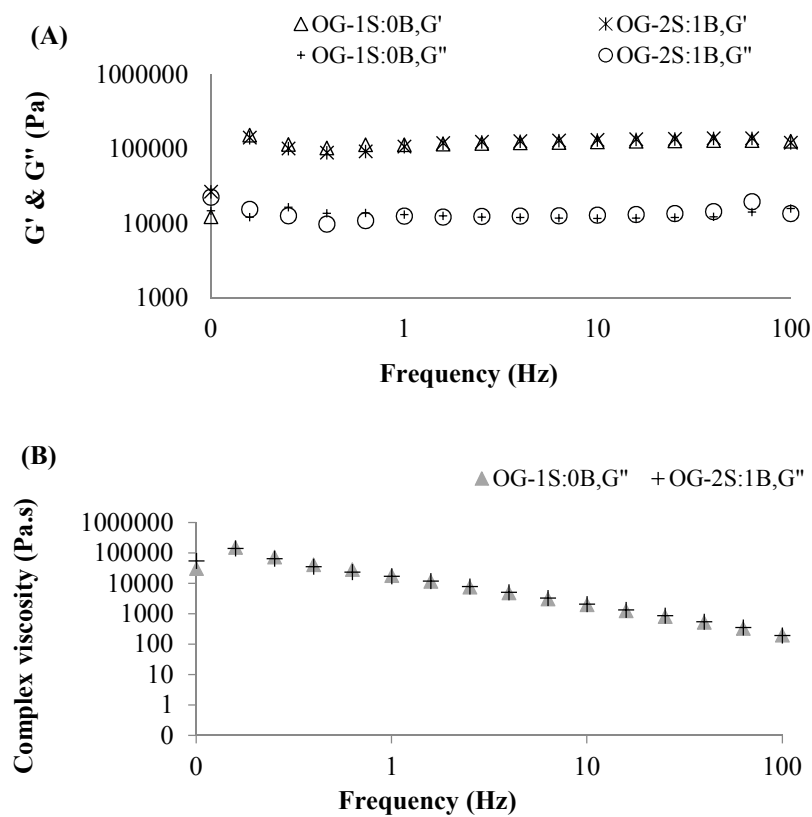 (A)
OG-1S:0B,G'
OG-2S:1B,G'
OG-1S:0B,G"
OG-2S:1B,G"
G' & G" (Pa)
1000000
100000
10000
1000
0 1 10 100
Frequency (Hz)
(B)
OG-1S:0B,G" OG-2S:1B,G"
Complex viscosity (Pa.s)
1000000
100000
10000
1000
100
10
1
0
0 1 10 100
Frequency (Hz)